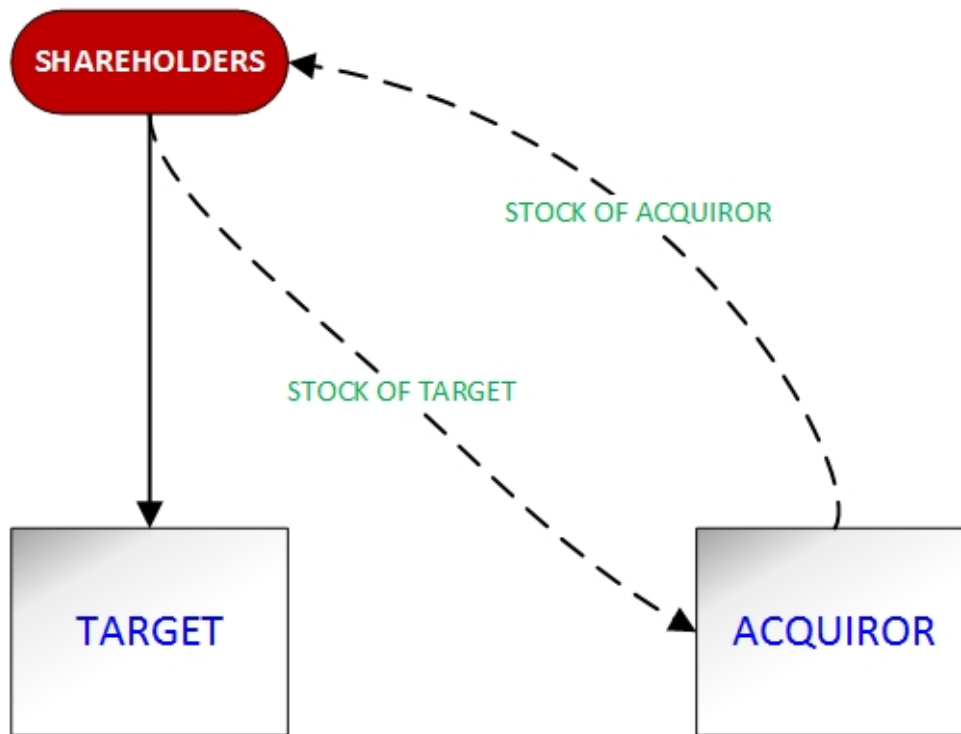 SHAREHOLDERS
STOCK OF ACQUIROR
STOCK OF TARGET
TARGET
ACQUIROR